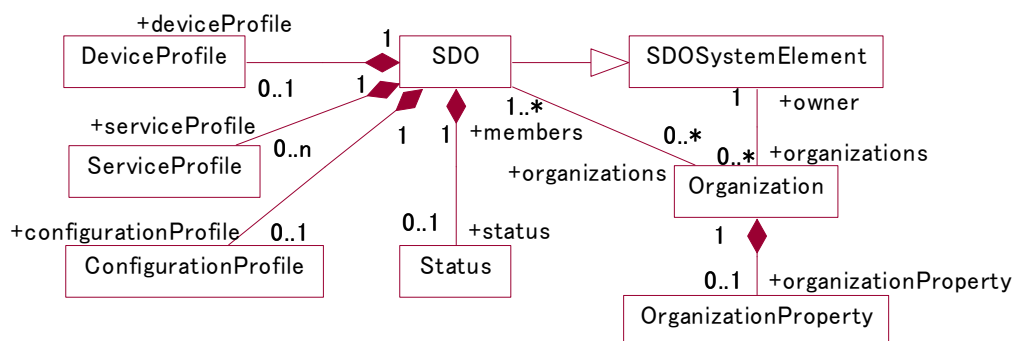 +deviceProfile
1
DeviceProfile
SDO
SDOSystemElement
0..1
1
1..*
1
+owner
+serviceProfile
1
1
+members
0..n
0..*
0..*
+organizations
ServiceProfile
+organizations
Organization
+configurationProfile
0..1
0..1
+status
1
ConfigurationProfile
Status
0..1
+organizationProperty
OrganizationProperty